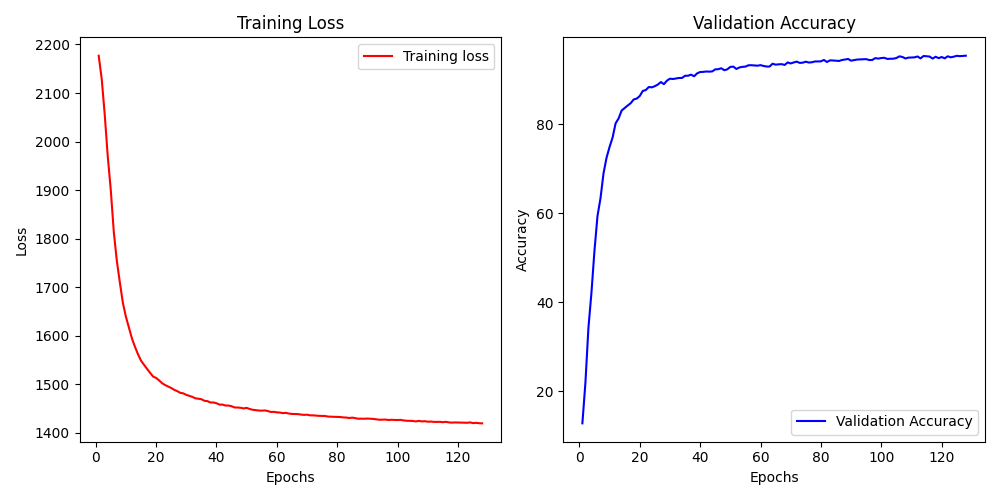 Training Loss
2200
2100
2000
1900
1800
1700
1600
1500
1400
Loss
0 20 40 60 80 100 120
Epochs
Training loss
Validation Accuracy
80
60
40
20
Accuracy
0 20 40 60 80 100 120
Epochs
Validation Accuracy